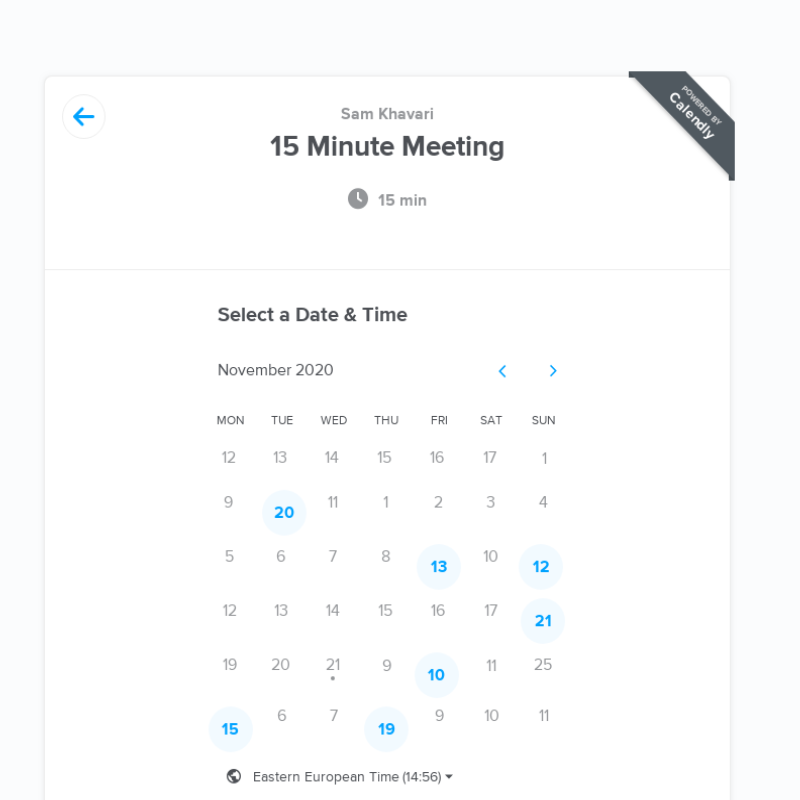 POWERED BY
Calendly
Sam Khavari
15 Minute Meeting
15 min
Select a Date & Time
November 2020
MON TUE WED THU FRI SAT SUN
12 13 14 15 16 17 1
9 20 11 1 2 3 4
5 6 7 8 13 10 12
12 13 14 15 16 17 21
19 20 21 9 10 11 25
15 6 7 19 9 10 11
Eastern European Time (14:56)